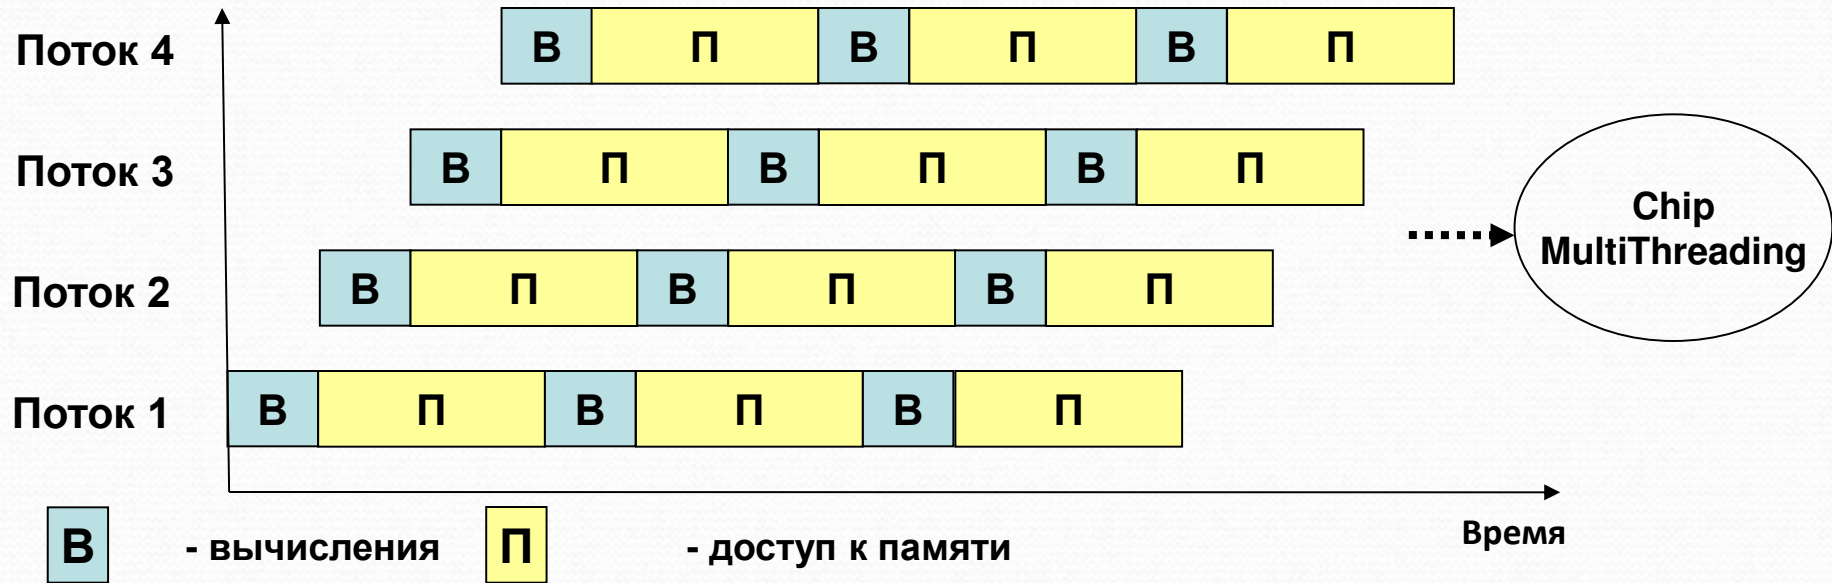 Поток 4
В П В П В П
Поток 3
В П В П В П
Chip
MultiThreading
Поток 2
В П В П В П
Поток 1
В П В П В П
Время
В - вычисления П - доступ к памяти